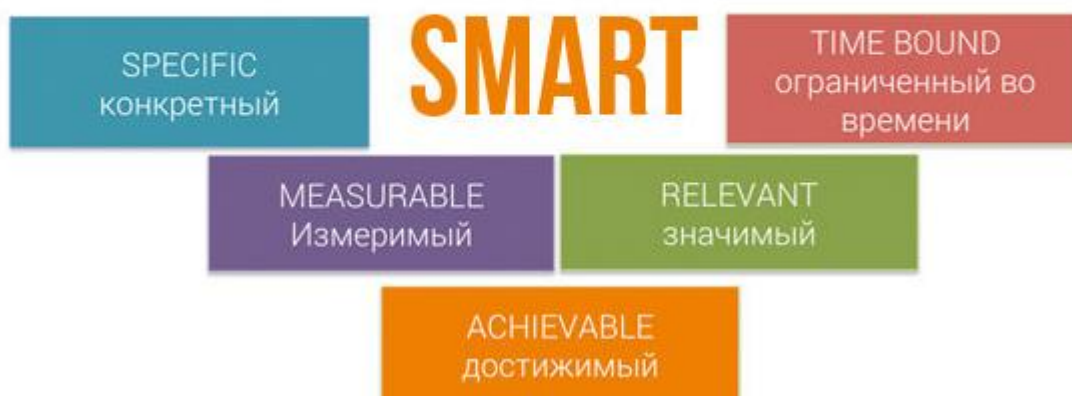 SMART
SPECIFIC
конкретный
MEASURABLE
Измеримый
ACHIEVABLE
достижимый
RELEVANT
значимый
TIME BOUND
ограниченный во
времени